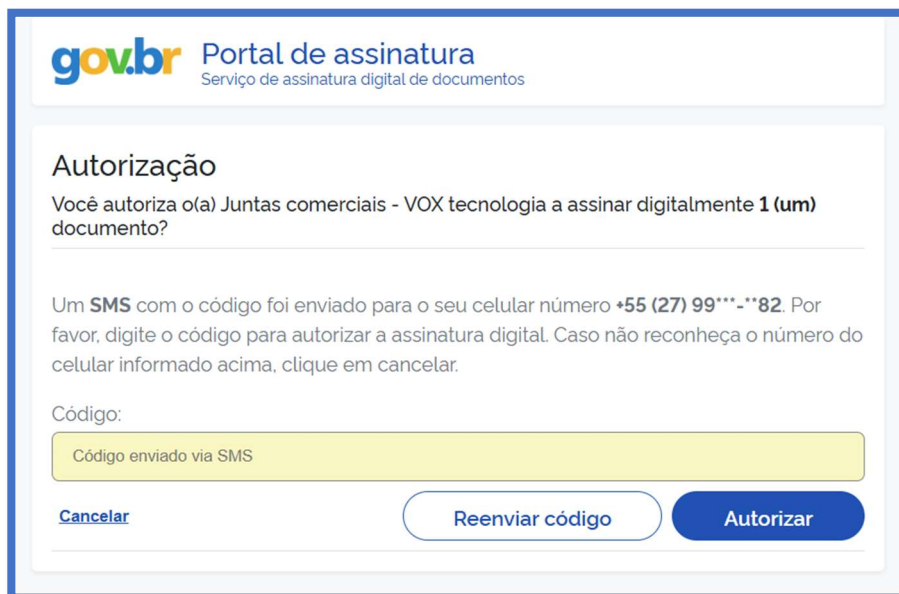 gov.br
Portal de assinatura
Serviço de assinatura digital de documentos
Autorização
Você autoriza o(a) Juntas comerciais - VOX tecnologia a assinar digitalmente 1 (um)
documento?
Um SMS com o código foi enviado para o seu celular número +55 (27) 99***-**82. Por
favor, digite o código para autorizar a assinatura digital. Caso não reconheça o número do
celular informado acima, clique em cancelar.
Código:
Código enviado via SMS
Cancelar
Reenviar código
Autorizar